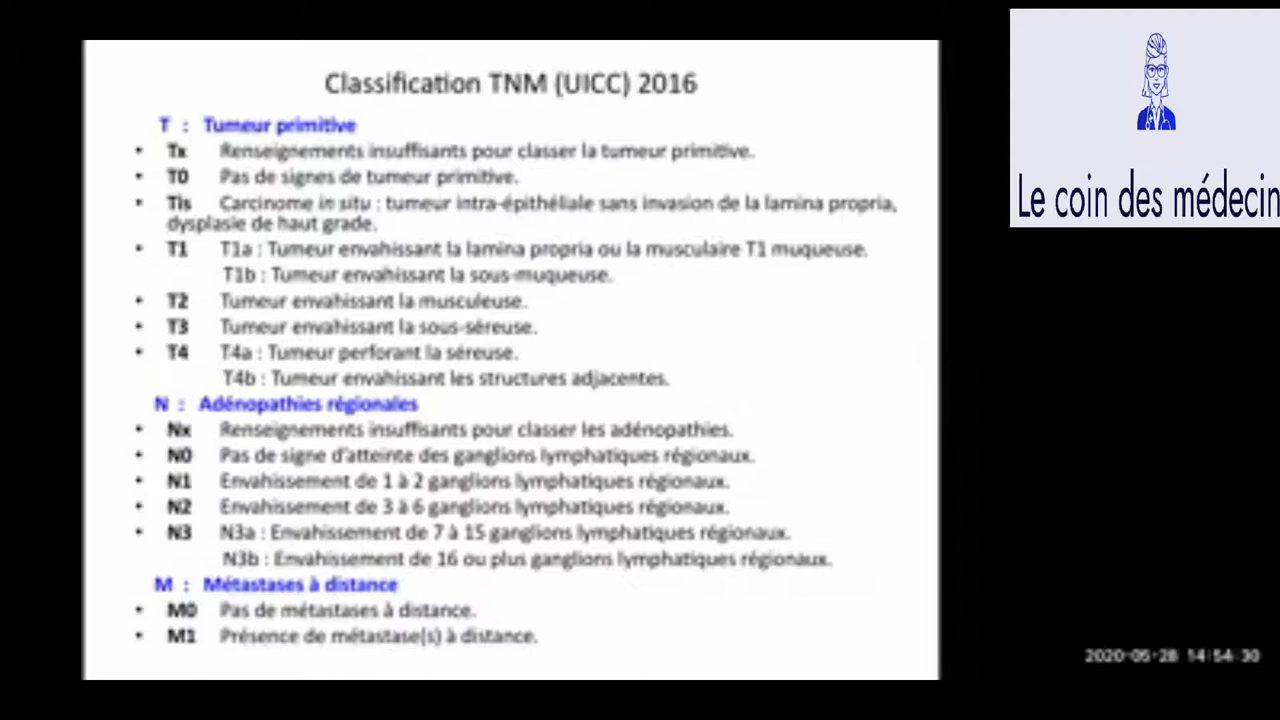 Classification TNM (UICC) 2016
T : Tumeur primitive
• Tx Renseignements insuffisants pour classer la tumeur primitive.
• T0 Pas de signes de tumeur primitive.
• Tis Carcinome in situ : tumeur intra-épithéliale sans invasion de la lamina propria,
dysplasie de haut grade.
• T1 T1a : Tumeur envahissant la lamina propria ou la musculaire T1 muqueuse.
T1b : Tumeur envahissant la sous-muqueuse.
• T2 Tumeur envahissant la musculeuse.
• T3 Tumeur envahissant la sous-séreuse.
• T4 T4a : Tumeur perforant la séreuse.
T4b : Tumeur envahissant les structures adjacentes.
N : Adénopathies régionales
• Nx Renseignements insuffisants pour classer les adénopathies.
• N0 Pas de signe d'atteinte des ganglions lymphatiques régionaux.
• N1 Envahissement de 1 à 2 ganglions lymphatiques régionaux.
• N2 Envahissement de 3 à 6 ganglions lymphatiques régionaux.
• N3 N3a : Envahissement de 7 à 15 ganglions lymphatiques régionaux.
N3b : Envahissement de 16 ou plus ganglions lymphatiques régionaux.
M : Métastases à distance
• M0 Pas de métastases à distance.
• M1 Présence de métastase(s) à distance.
Le coin des médecin
2020-05-28 14:54:30